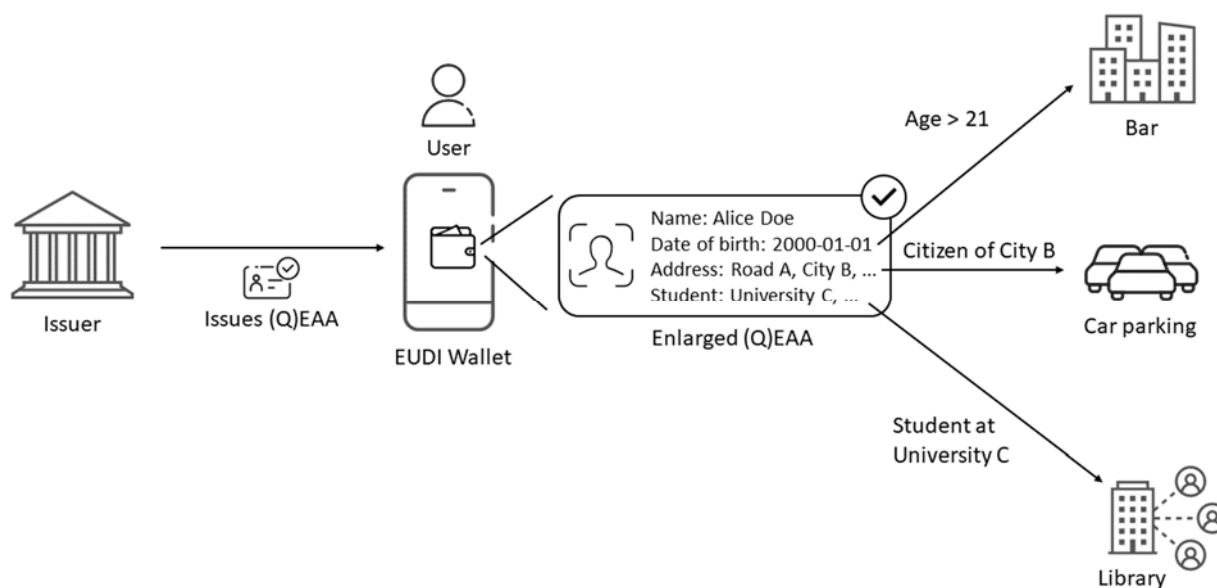 User
Issuer
Issues (Q)EAA
EUDI Wallet
Name: Alice Doe
Date of birth: 2000-01-01
Address: Road A, City B, ...
Student: University C, ...
Enlarged (Q)EAA
Age > 21
Bar
Citizen of City B
Car parking
Student at
University C
Library